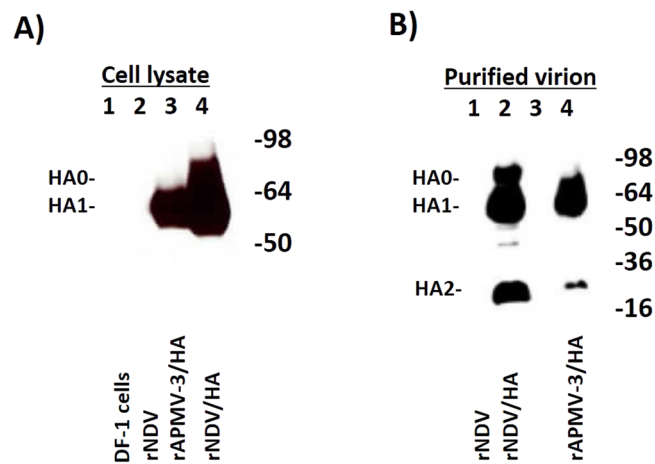 A)
Cell lysate
1 2 3 4
-98
HA0-
-64
HA1-
-50
DF-1 cells
rNDV
rAPMV-3/HA
rNDV/HA
B)
Purified virion
1 2 3 4
-98
HA0-
-64
HA1-
-50
-36
HA2-
-16
rNDV
rNDV/HA
rAPMV-3/HA